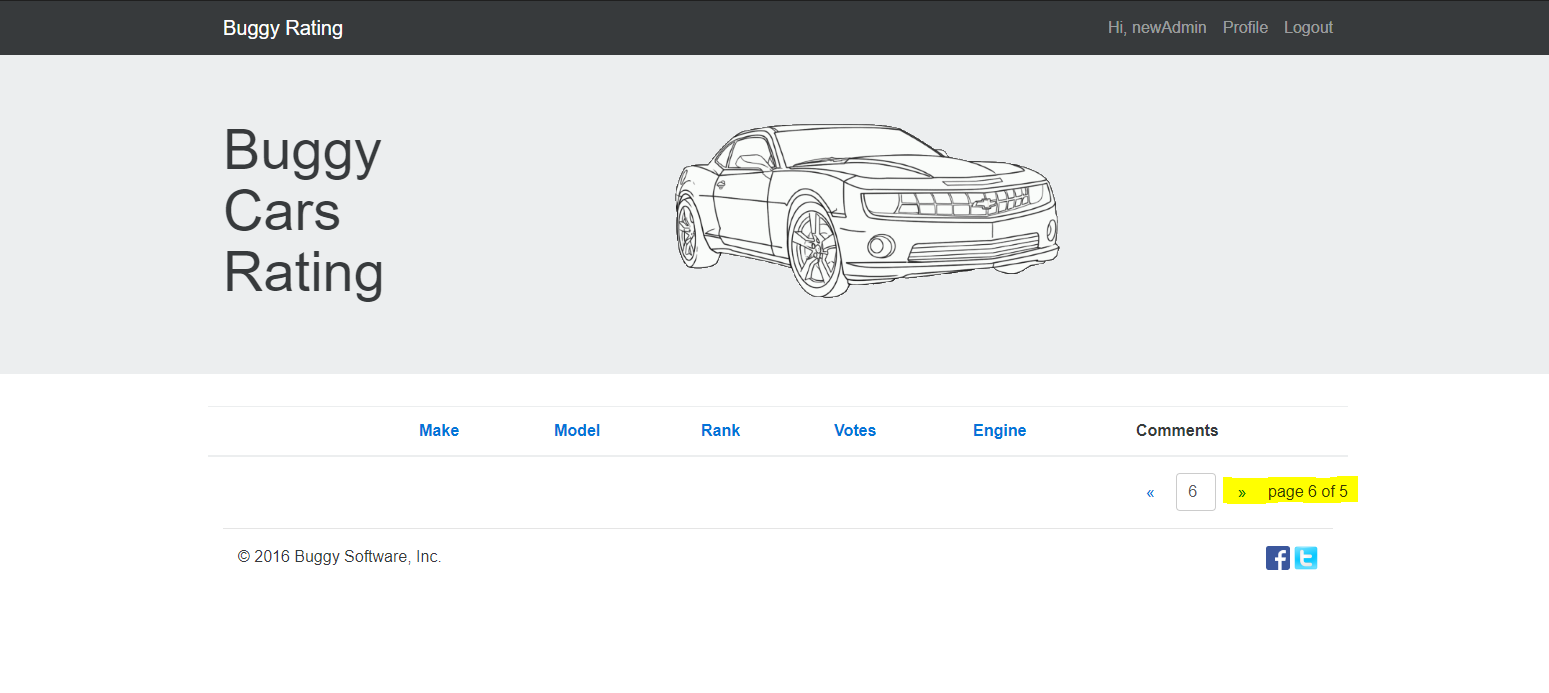 Buggy Rating
Hi, newAdmin Profile Logout
Buggy
Cars
Rating
Make Model Rank Votes Engine Comments
« 6 » page 6 of 5
© 2016 Buggy Software, Inc.